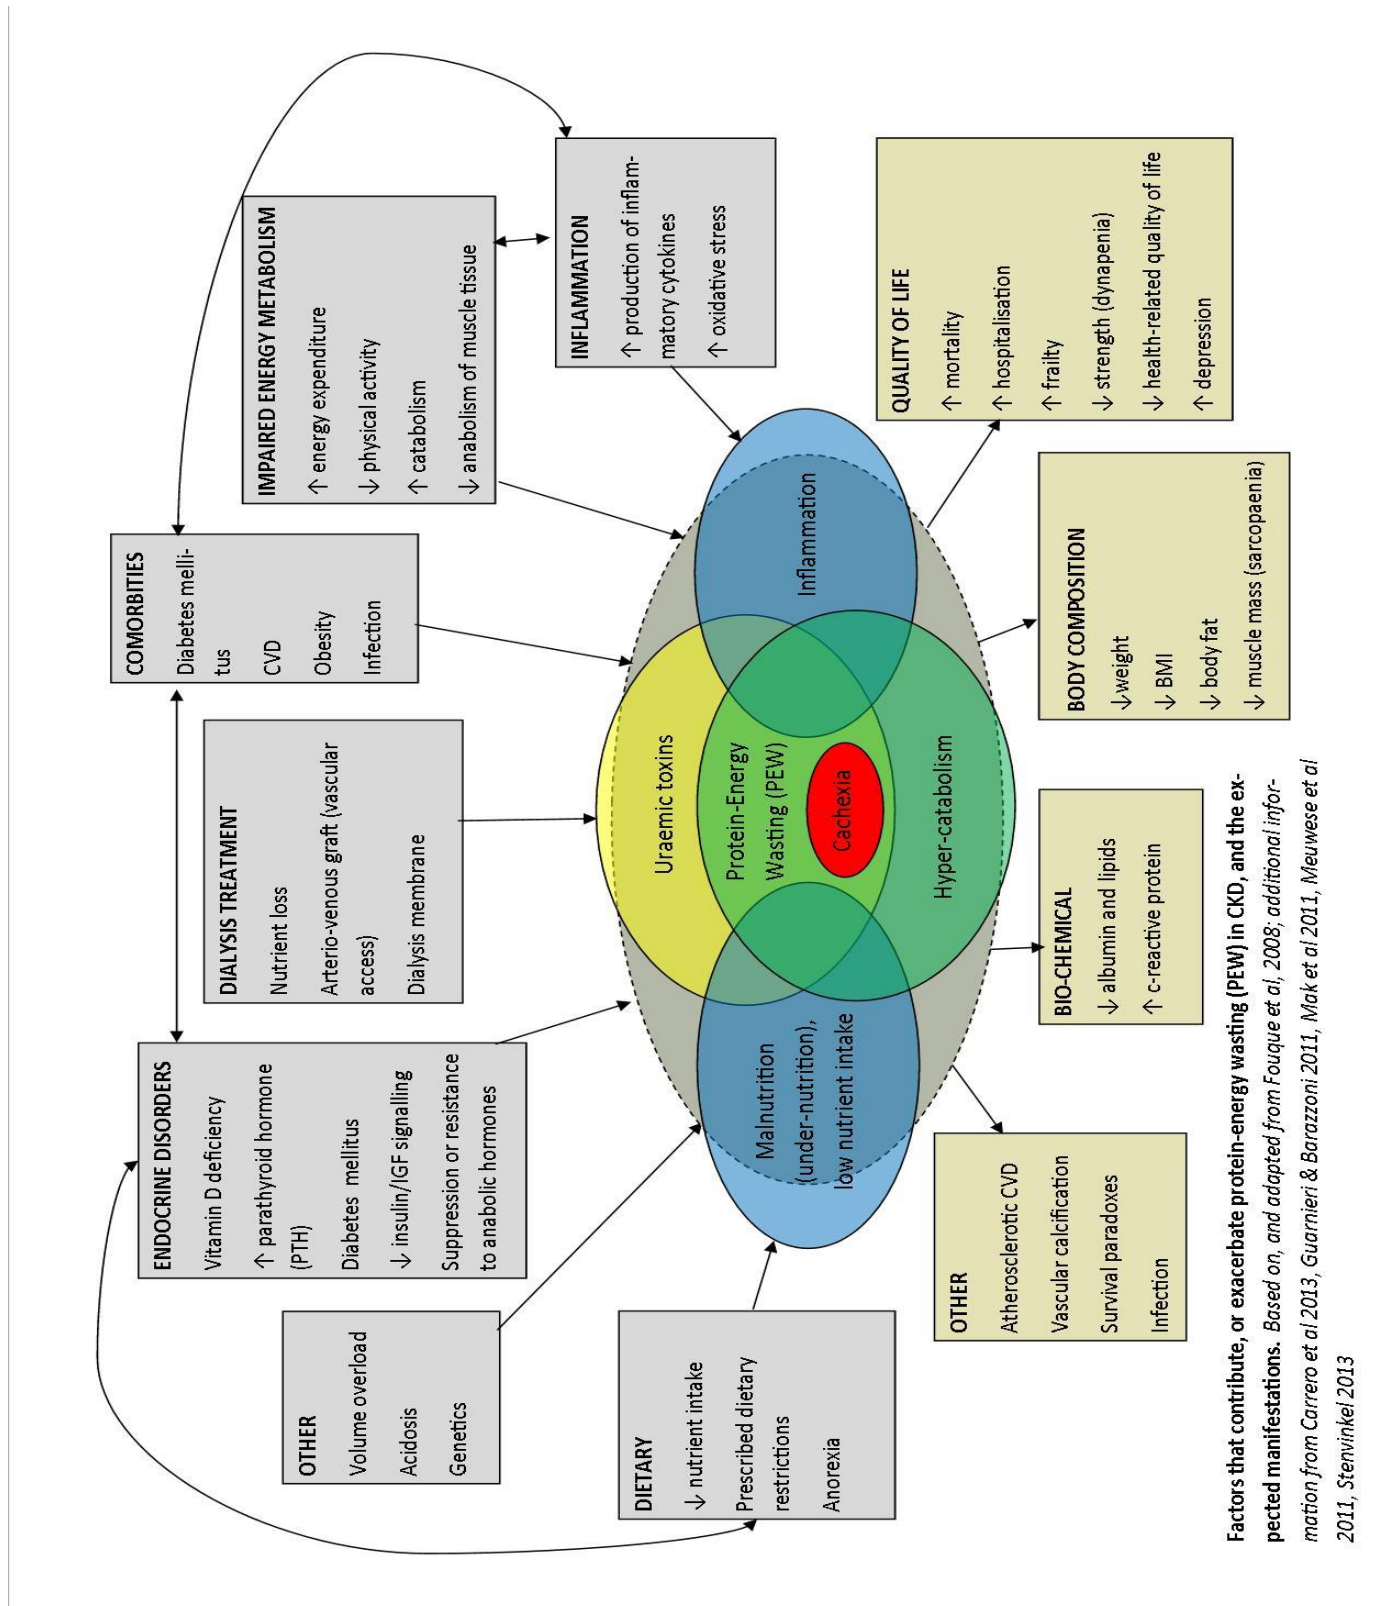 OTHER
Volume overload
Acidosis
Genetics
ENDOCRINE DISORDERS
Vitamin D deficiency
↑ parathyroid hormone
(PTH)
Diabetes mellitus
↓ insulin/IGF signalling
Suppression or resistance
to anabolic hormones
DIALYSIS TREATMENT
Nutrient loss
Arterio-venous graft (vascular
access)
Dialysis membrane
COMORBITIES
Diabetes melli-
tus
CVD
Obesity
Infection
IMPAIRED ENERGY METABOLISM
↑ energy expenditure
↓ physical activity
↑ catabolism
↓ anabolism of muscle tissue
DIETARY
↓ nutrient intake
Prescribed dietary
restrictions
Anorexia
INFLAMMATION
↑ production of inflam-
matory cytokines
↑ oxidative stress
Malnutrition
(under-nutrition),
low nutrient intake
Uraemic toxins
Protein-Energy
Wasting (PEW)
Cachexia
Hyper-catabolism
Inflammation
OTHER
Atherosclerotic CVD
Vascular calcification
Survival paradoxes
Infection
BIO-CHEMICAL
↓ albumin and lipids
↑ c-reactive protein
BODY COMPOSITION
↓weight
↓ BMI
↓ body fat
↓ muscle mass (sarcopaenia)
QUALITY OF LIFE
↑ mortality
↑ hospitalisation
↑ frailty
↓ strength (dynapenia)
↓ health-related quality of life
↑ depression
Factors that contribute, or exacerbate protein-energy wasting (PEW) in CKD, and the ex-
pected manifestations. Based on, and adapted from Fouque et al, 2008; additional infor-
mation from Carrero et al 2013, Guarnieri & Barazzoni 2011, Mak et al 2011, Meuwese et al
2011, Stenvinkel 2013